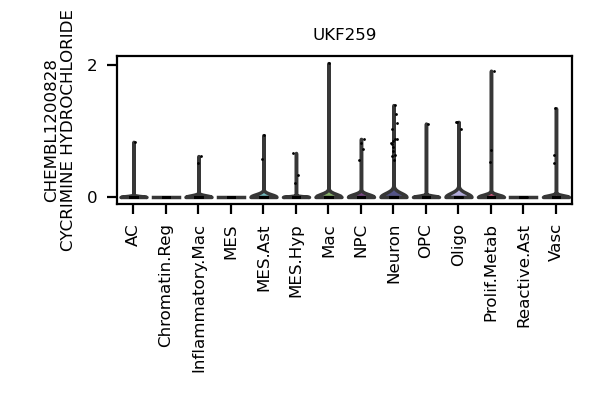 UKF259
CHEMBL1200828
CYCRIMINE HYDROCHLORIDE
2
0
AC
Chromatin.Reg
Inflammatory.Mac
MES
MES.Ast
MES.Hyp
Mac
NPC
Neuron
OPC
Oligo
Prolif.Metab
Reactive.Ast
Vasc